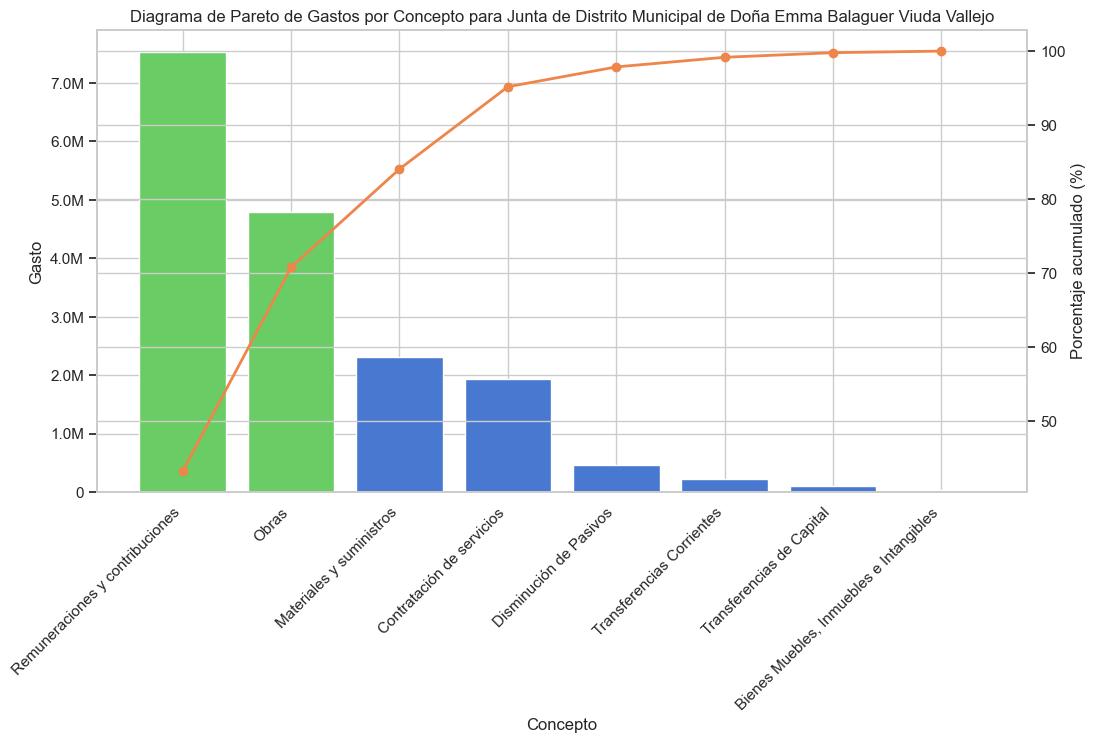 Diagrama de Pareto de Gastos por Concepto para Junta de Distrito Municipal de Doña Emma Balaguer Viuda Vallejo
Gasto
7.0M
6.0M
5.0M
4.0M
3.0M
2.0M
1.0M
0
100
90
80
70
60
50
Porcentaje acumulado (%)
Remuneraciones y contribuciones
Obras
Materiales y suministros
Contratación de servicios
Disminución de Pasivos
Transferencias Corrientes
Transferencias de Capital
Bienes Muebles, Inmuebles e Intangibles
Concepto